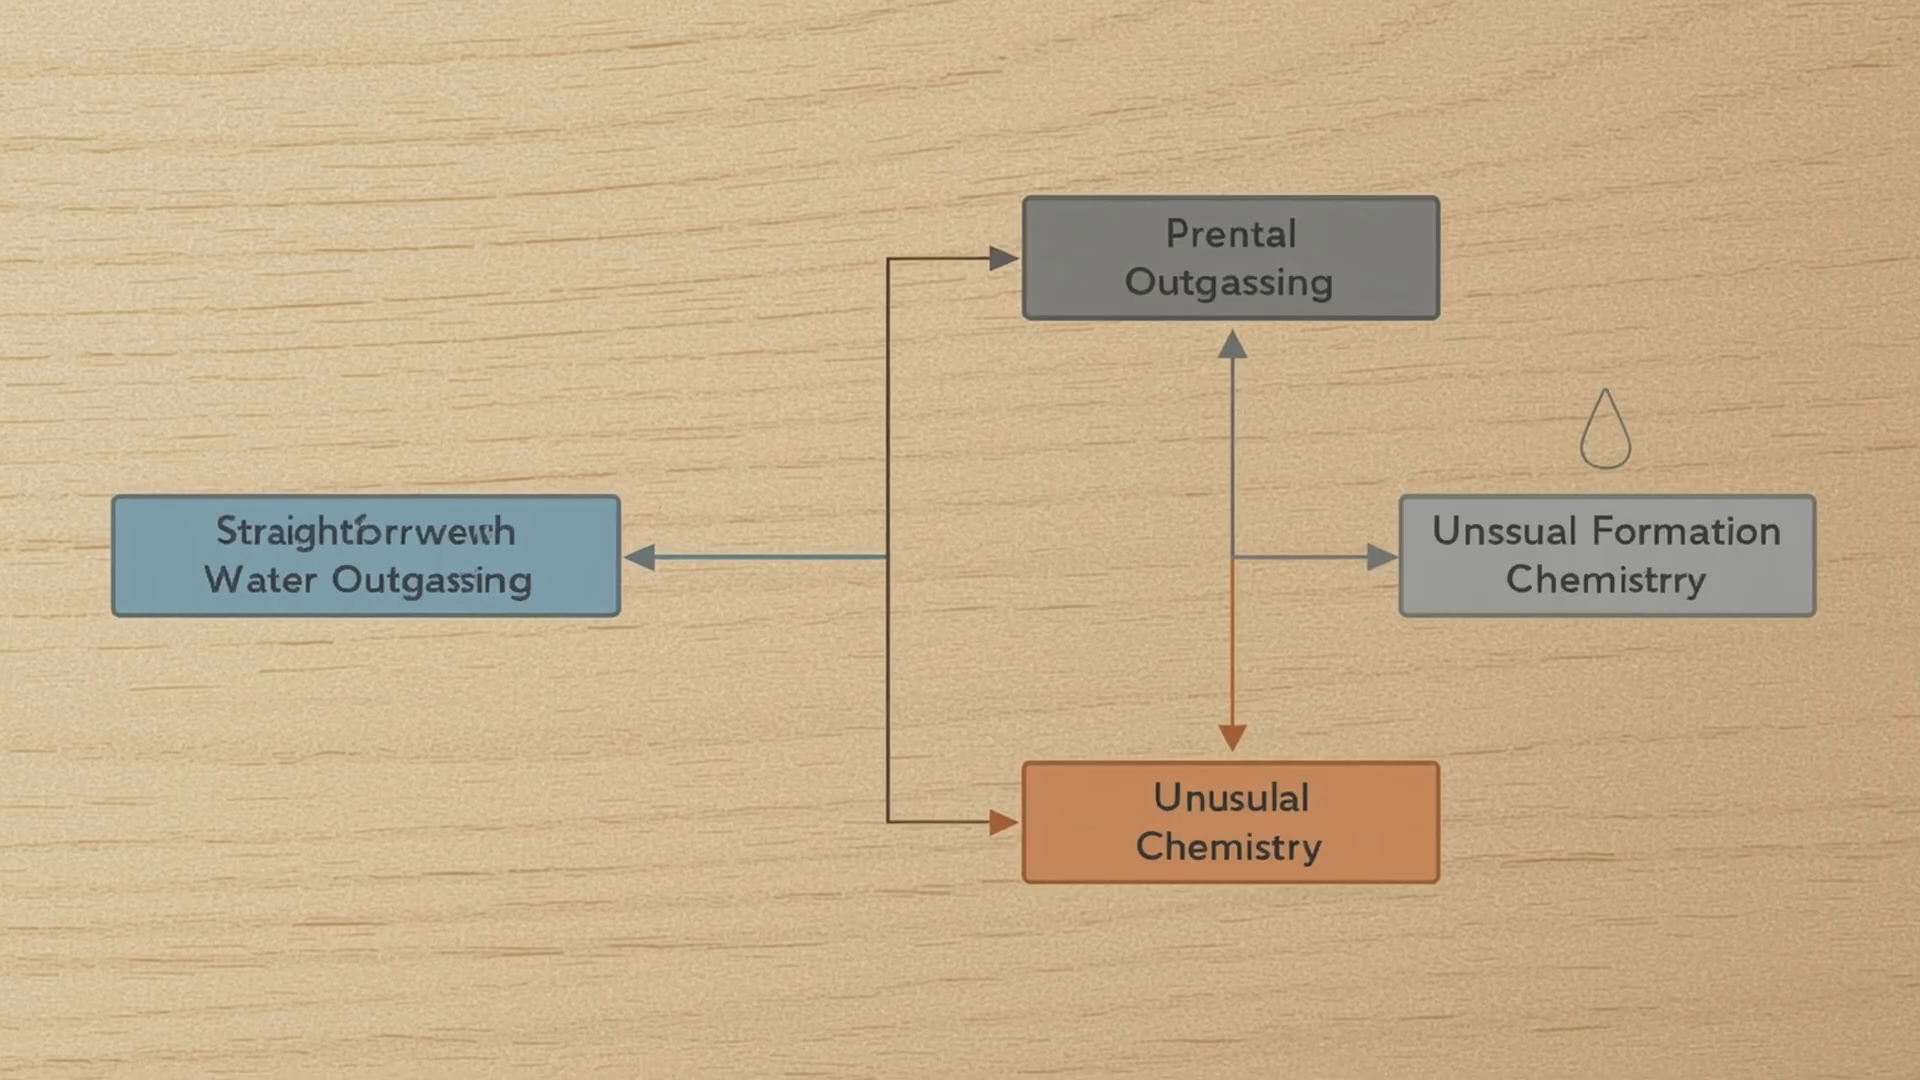 Prental
Outgassing
Water Outgassing
Unssual Formation
Chemistrry
Unusulal
Chemistry